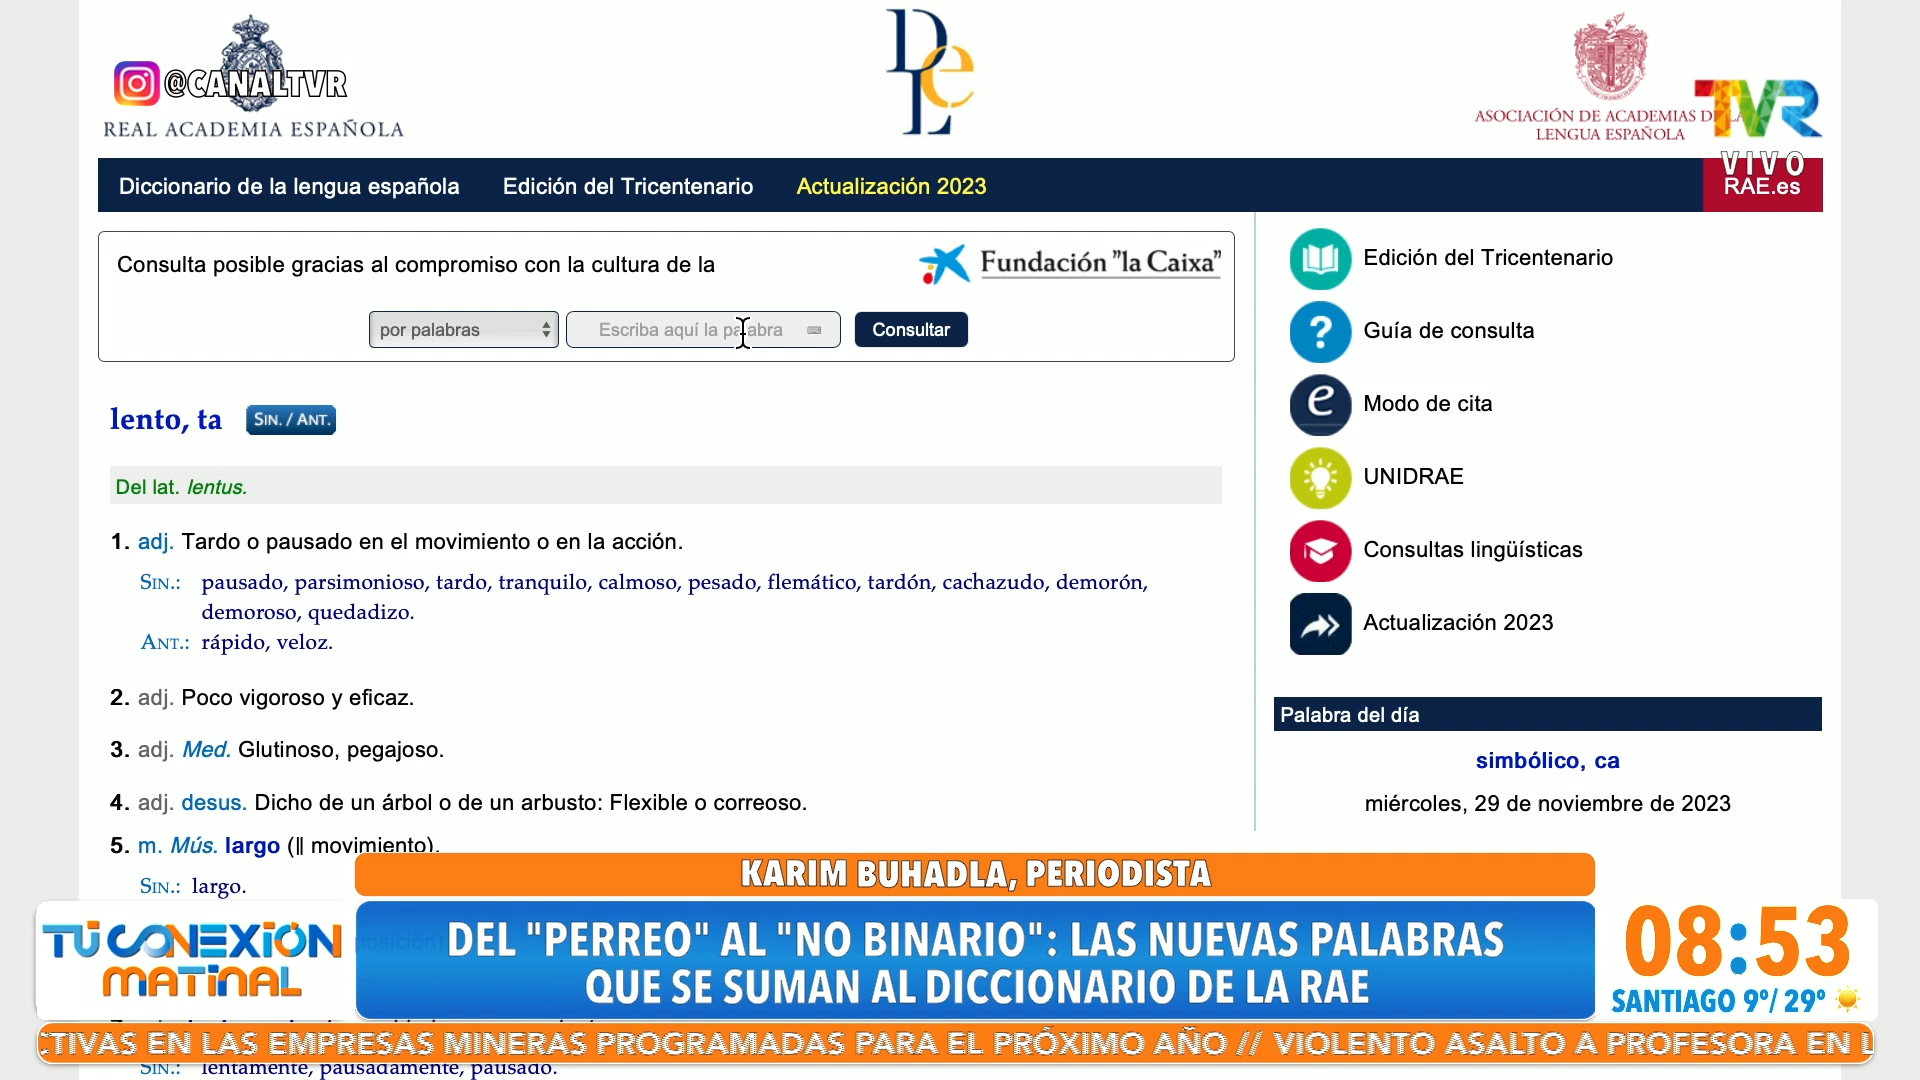 @CANALTVR
REAL ACADEMIA ESPAÑOLA
DLe
ASOCIACIÓN DE ACADEMIAS DE LA
LENGUA ESPAÑOLA
TVR
VIVO
Diccionario de la lengua española
Edición del Tricentenario
Actualización 2023
RAE.es
Consulta posible gracias al compromiso con la cultura de la
Fundación "la Caixa"
por palabras
Escriba aquí la palabra
Consultar
lento, ta
SIN. / ANT.
Del lat. lentus.
1. adj. Tardo o pausado en el movimiento o en la acción.
SIN.: pausado, parsimonioso, tardo, tranquilo, calmoso, pesado, flemático, tardón, cachazudo, demorón,
demoroso, quedadizo.
ANT.: rápido, veloz.
2. adj. Poco vigoroso y eficaz.
3. adj. Med. Glutinoso, pegajoso.
4. adj. desus. Dicho de un árbol o de un arbusto: Flexible o correoso.
5. m. Mús. largo (‖ movimiento).
SIN.: largo.
Edición del Tricentenario
Guía de consulta
Modo de cita
UNIDRAE
Consultas lingüísticas
Actualización 2023
Palabra del día
simbólico, ca
miércoles, 29 de noviembre de 2023
KARIM BUHADLA, PERIODISTA
TU CONEXIÓN
MATINAL
DEL "PERREO" AL "NO BINARIO": LAS NUEVAS PALABRAS
QUE SE SUMAN AL DICCIONARIO DE LA RAE
08:53
SANTIAGO 9º/ 29º
CTIVAS EN LAS EMPRESAS MINERAS PROGRAMADAS PARA EL PRÓXIMO AÑO // VIOLENTO ASALTO A PROFESORA EN L
SIN.: lentamente, pausadamente, pausado.